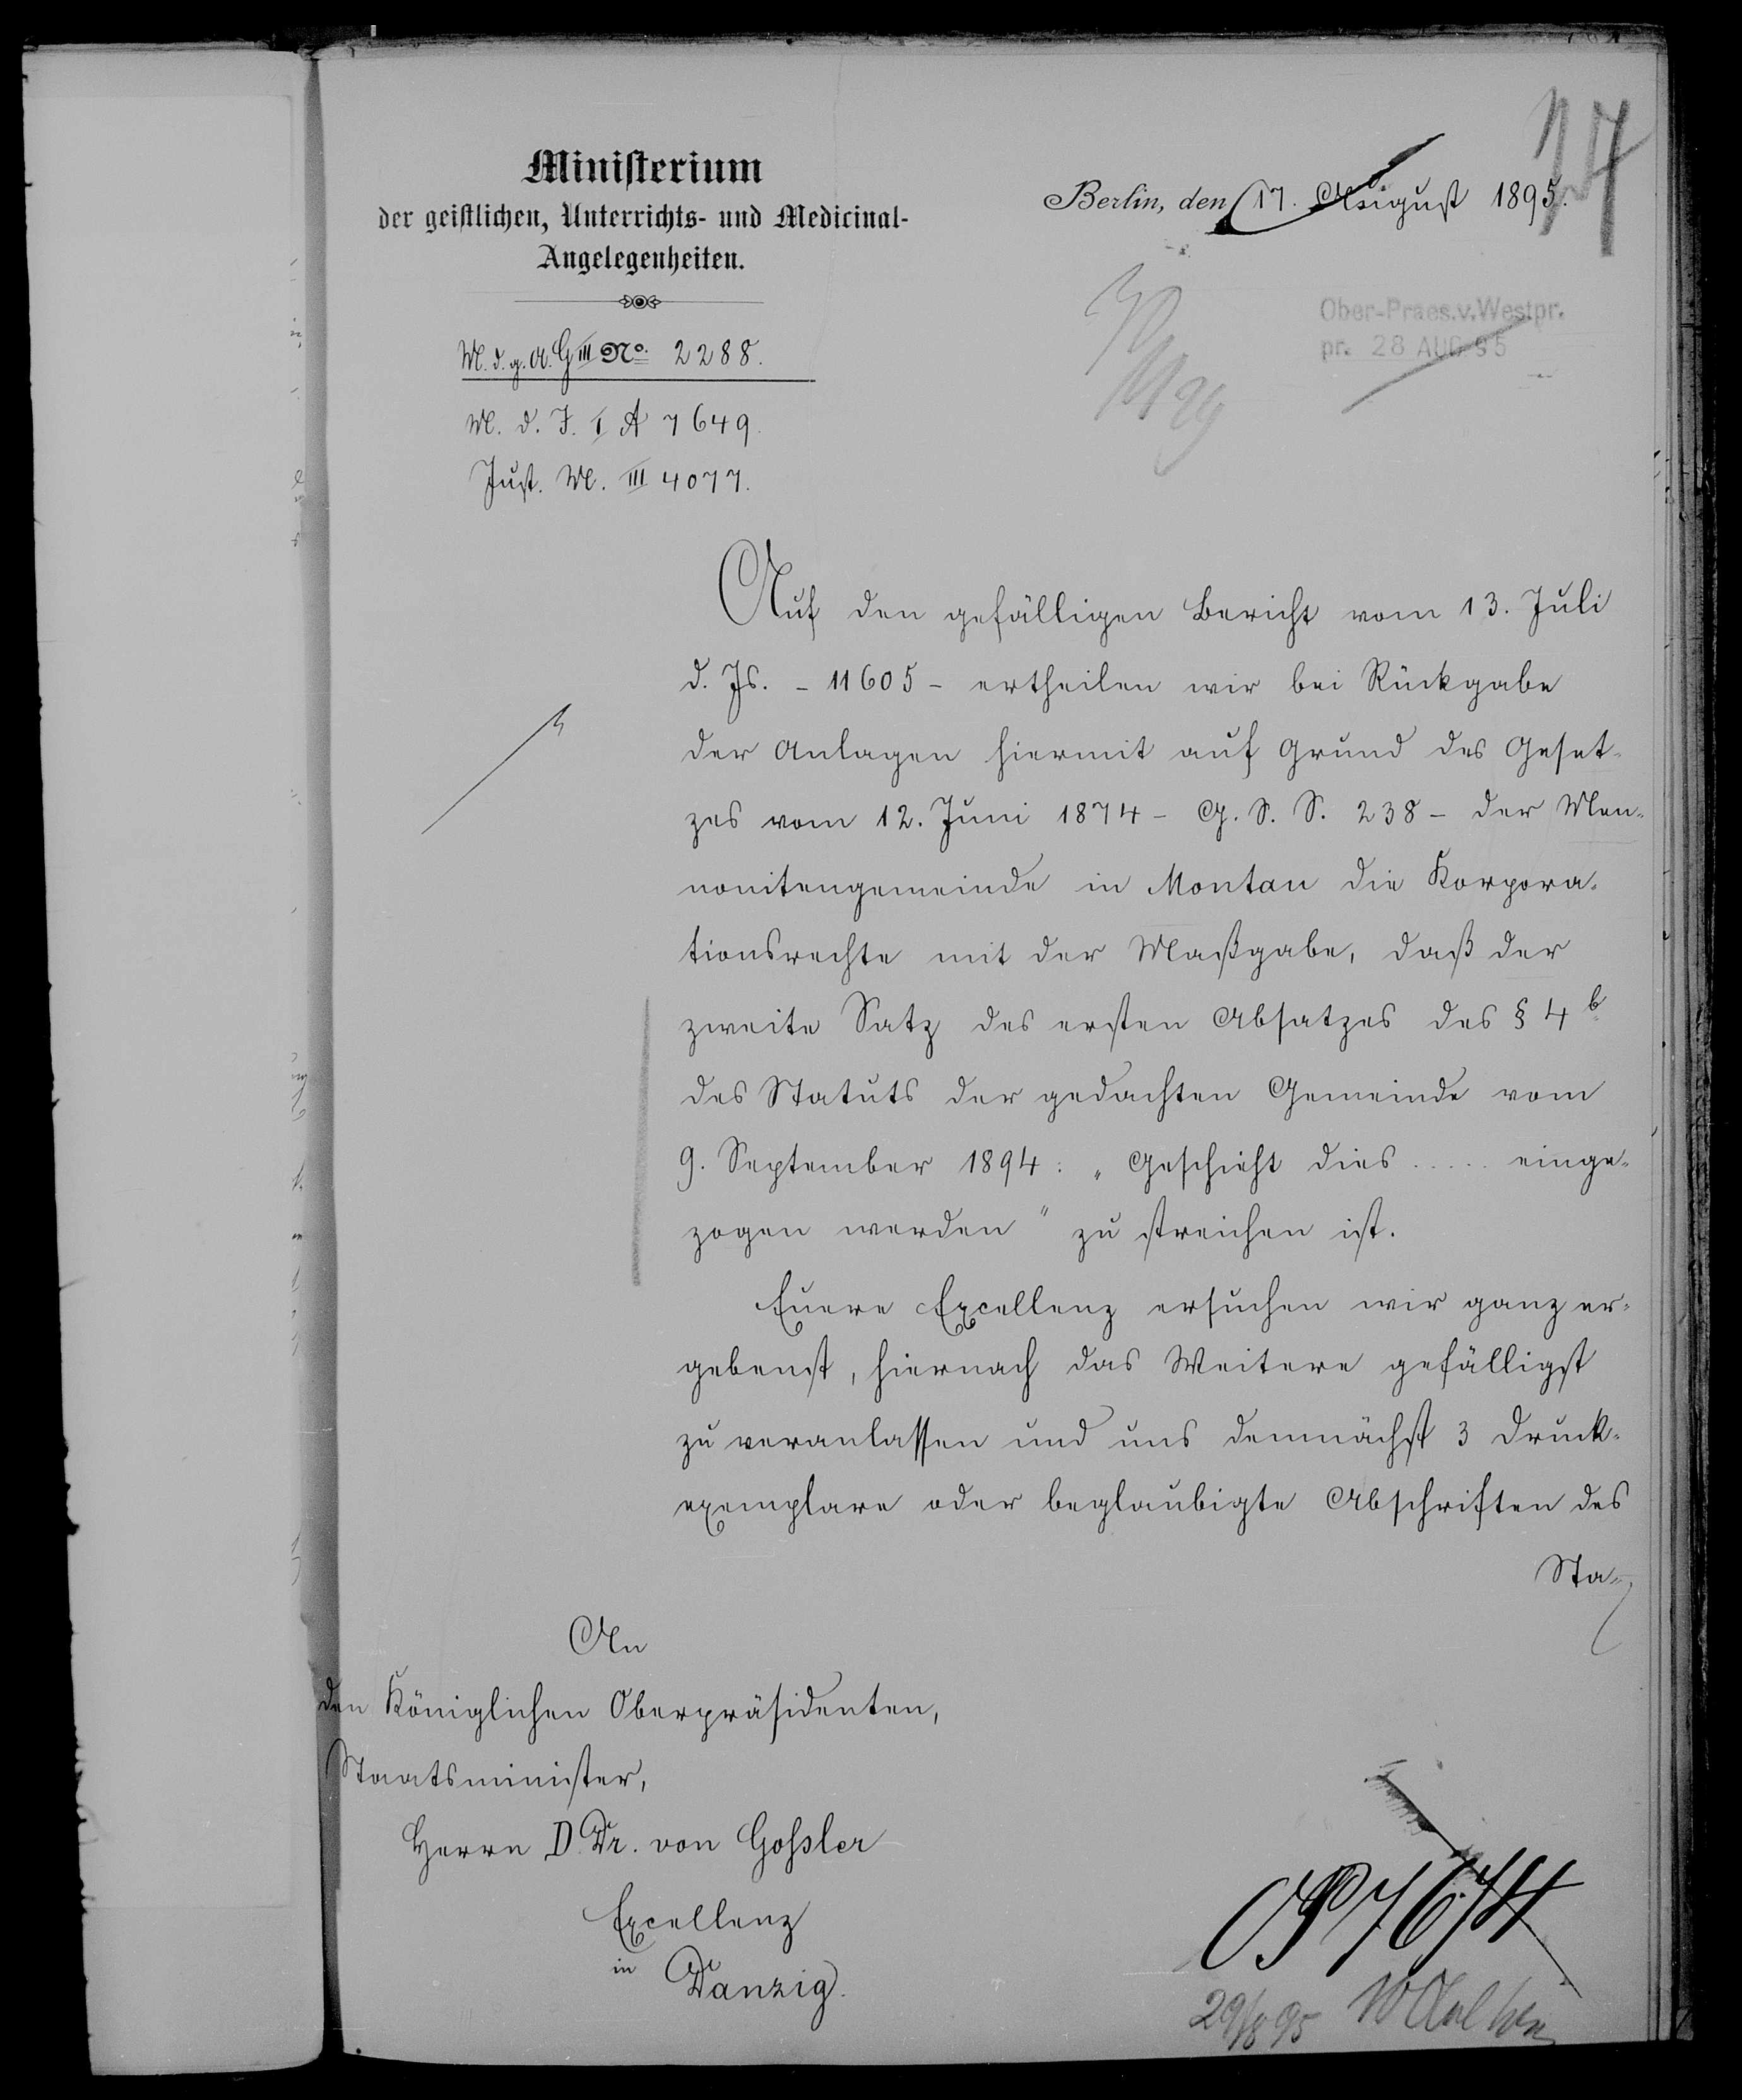 Ministerium
der geistlichen, Unterrichts- und Medicinal-
Angelegenheiten.
Berlin, den 17. August 1895.
Ober-Praes.v.Westpr.
pr. 28 AUG 95
M. d. g. A. G III No. 2288.
M. d. J. I A 7649.
Just. M. III 4077.
Auf den gefälligen Bericht vom 13. Juli
d. Js. - 11605 - ertheilen wir bei Rückgabe
der Anlagen hiermit auf Grund des Geset-
zes vom 12. Juni 1874 - G. S. S. 238 - der Men-
nonitengemeinde in Montau die Korpora-
tionsrechte mit der Maßgabe, daß der
zweite Satz des ersten Absatzes des § 4 b
des Statuts der gedachten Gemeinde vom
9. September 1894: „Geschieht dies ..... einge-
zogen werden" zu streichen ist.
Euere Excellenz ersuchen wir ganz er-
gebenst, hiernach das Weitere gefälligst
zu veranlassen und uns demnächst 3 Druck-
exemplare oder beglaubigte Abschriften des
Sta-
An
den Königlichen Oberpräsidenten,
Staatsminister,
Herrn D. Dr. von Goßler
Excellenz
in Danzig.
29/8 95